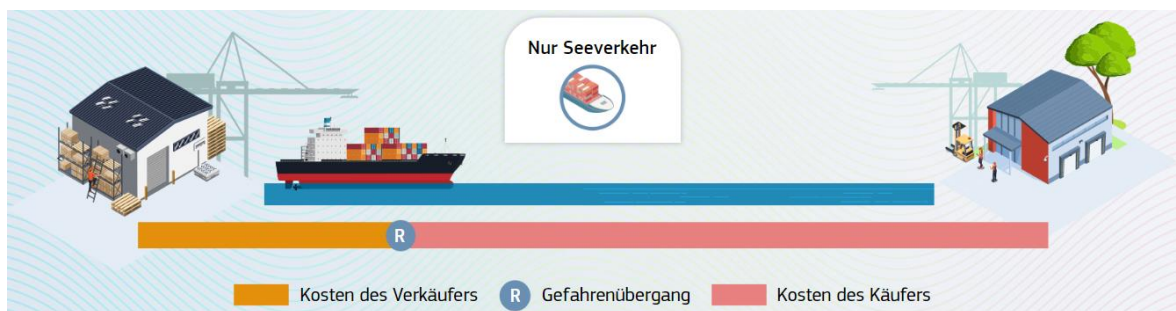 Nur Seeverkehr
R
Kosten des Verkäufers R Gefahrenübergang Kosten des Käufers